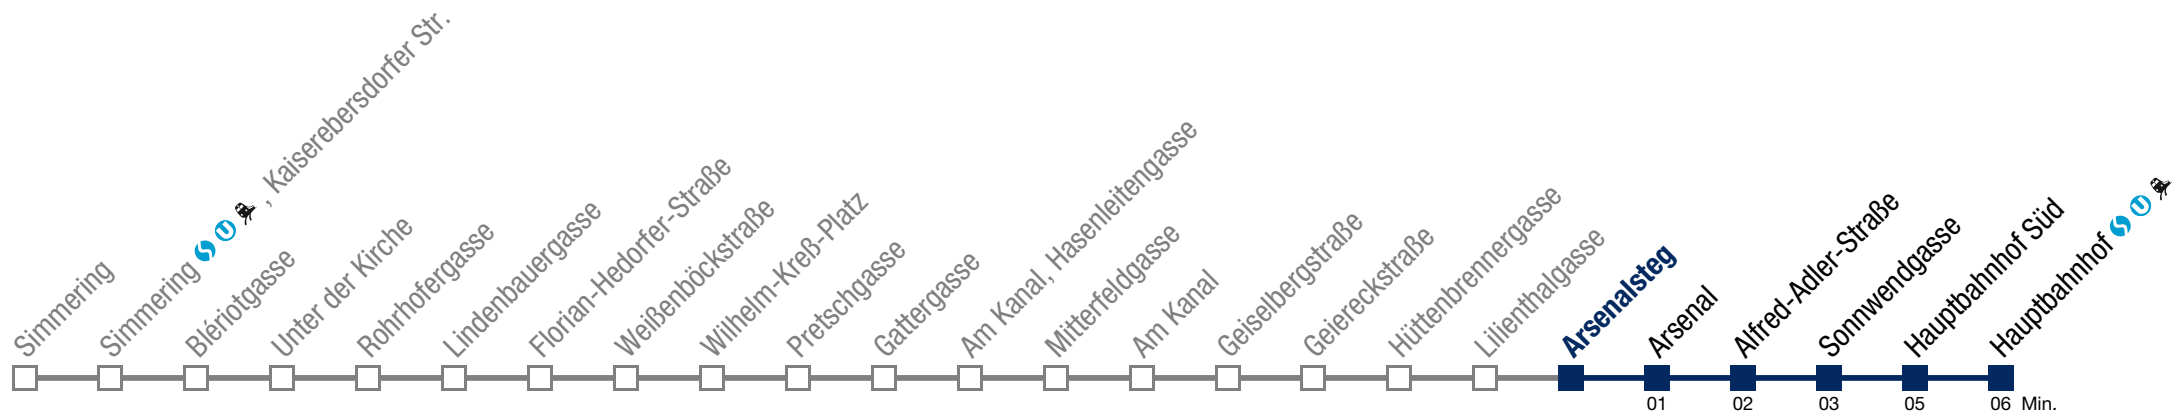 Simmering
Simmering U, Kaiserebersdorfer Str.
Blériotgasse
Unter der Kirche
Rohrhofergasse
Lindenbauergasse
Florian-Hedorfer-Straße
Weißenböckstraße
Wilhelm-Kreß-Platz
Pretschgasse
Gattergasse
Am Kanal, Hasenleitengasse
Mitterfeldgasse
Am Kanal
Geiselbergstraße
Geiereckstraße
Hüttenbrennergasse
Lilienthalgasse
Arsenalsteg
Arsenal
Alfred-Adler-Straße
Sonnwendgasse
Hauptbahnhof Süd
Hauptbahnhof U
01 02 03 05 06 Min.